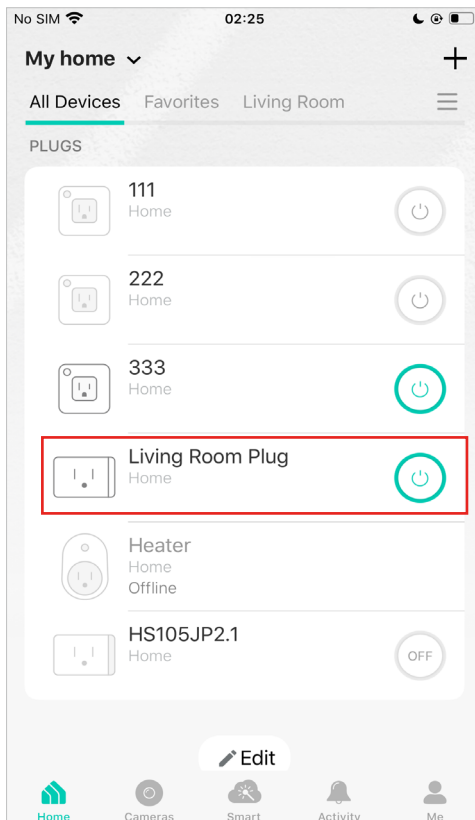 No SIM 02:25
My home
All Devices Favorites Living Room
PLUGS
111
Home
222
Home
333
Home
Living Room Plug
Home
Heater
Home
Offline
HS105JP2.1
Home
OFF
Edit
Home Cameras Smart Activity Me